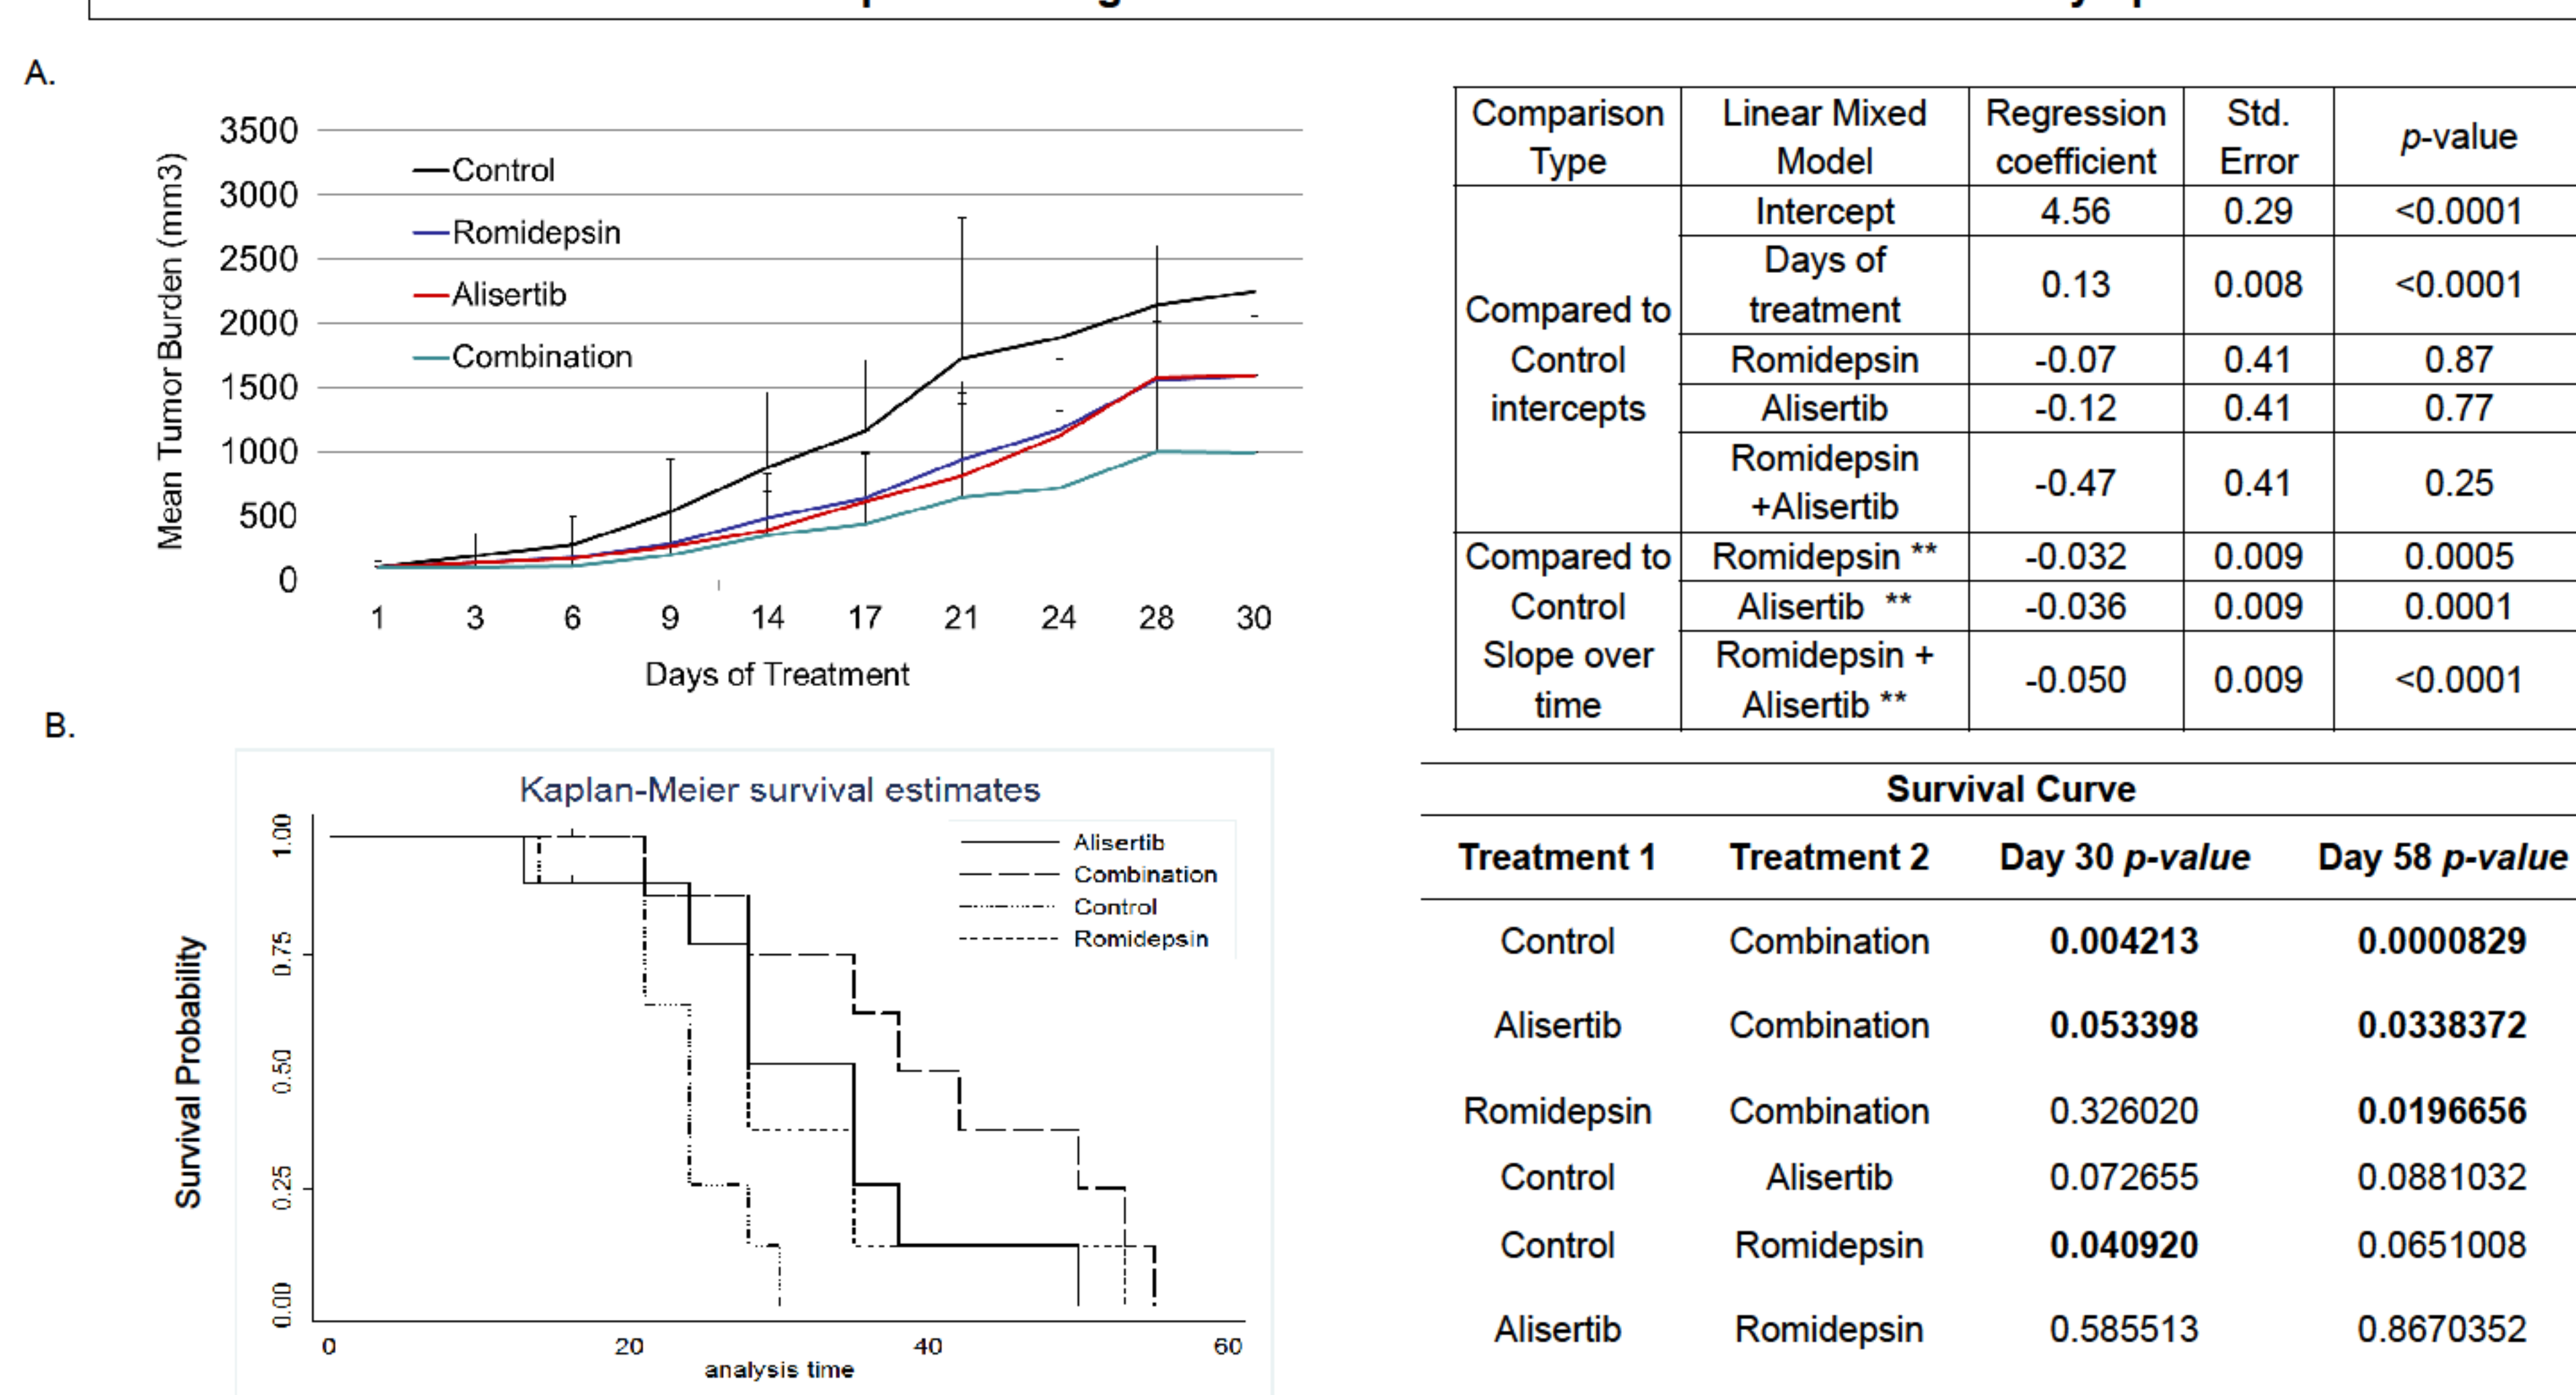 A.
3500
3000
2500
2000
1500
1000
500
0
Mean Tumor Burden (mm3)
Control
Romidepsin
Alisertib
Combination
1 3 6 9 14 17 21 24 28 30
Days of Treatment
Comparison Type
Linear Mixed Model
Regression coefficient
Std. Error
p-value
Compared to Control intercepts
Intercept 4.56 0.29 <0.0001
Days of treatment 0.13 0.008 <0.0001
Romidepsin -0.07 0.41 0.87
Alisertib -0.12 0.41 0.77
Romidepsin +Alisertib -0.47 0.41 0.25
Compared to Control Slope over time
Romidepsin ** -0.032 0.009 0.0005
Alisertib ** -0.036 0.009 0.0001
Romidepsin + Alisertib ** -0.050 0.009 <0.0001
B.
Kaplan-Meier survival estimates
Survival Probability
1.00
0.75
0.50
0.25
0.00
Alisertib
Combination
Control
Romidepsin
0 20 40 60
analysis time
Survival Curve
Treatment 1 Treatment 2 Day 30 p-value Day 58 p-value
Control Combination 0.004213 0.0000829
Alisertib Combination 0.053398 0.0338372
Romidepsin Combination 0.326020 0.0196656
Control Alisertib 0.072655 0.0881032
Control Romidepsin 0.040920 0.0651008
Alisertib Romidepsin 0.585513 0.8670352